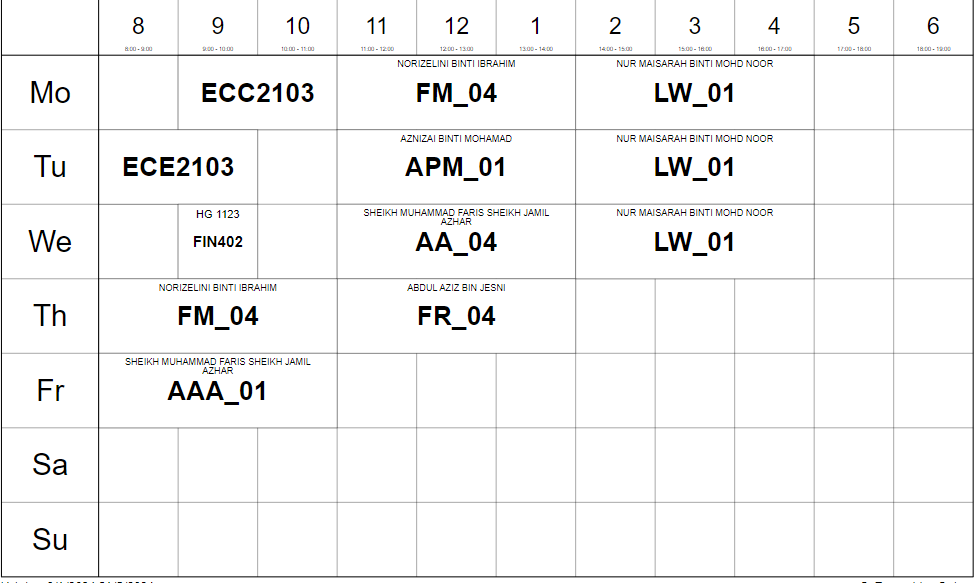 8 9 10 11 12 1 2 3 4 5 6
8:00 - 9:00 9:00 - 10:00 10:00 - 11:00 11:00 - 12:00 12:00 - 13:00 13:00 - 14:00 14:00 - 15:00 15:00 - 16:00 16:00 - 17:00 17:00 - 18:00 18:00 - 19:00
NORIZELINI BINTI IBRAHIM NUR MAISARAH BINTI MOHD NOOR
Mo ECC2103 FM_04 LW_01
AZNIZAI BINTI MOHAMAD NUR MAISARAH BINTI MOHD NOOR
Tu ECE2103 APM_01 LW_01
HG 1123 SHEIKH MUHAMMAD FARIS SHEIKH JAMIL NUR MAISARAH BINTI MOHD NOOR
AZHAR
We FIN402 AA_04 LW_01
NORIZELINI BINTI IBRAHIM ABDUL AZIZ BIN JESNI
Th FM_04 FR_04
SHEIKH MUHAMMAD FARIS SHEIKH JAMIL
AZHAR
Fr AAA_01
Sa
Su